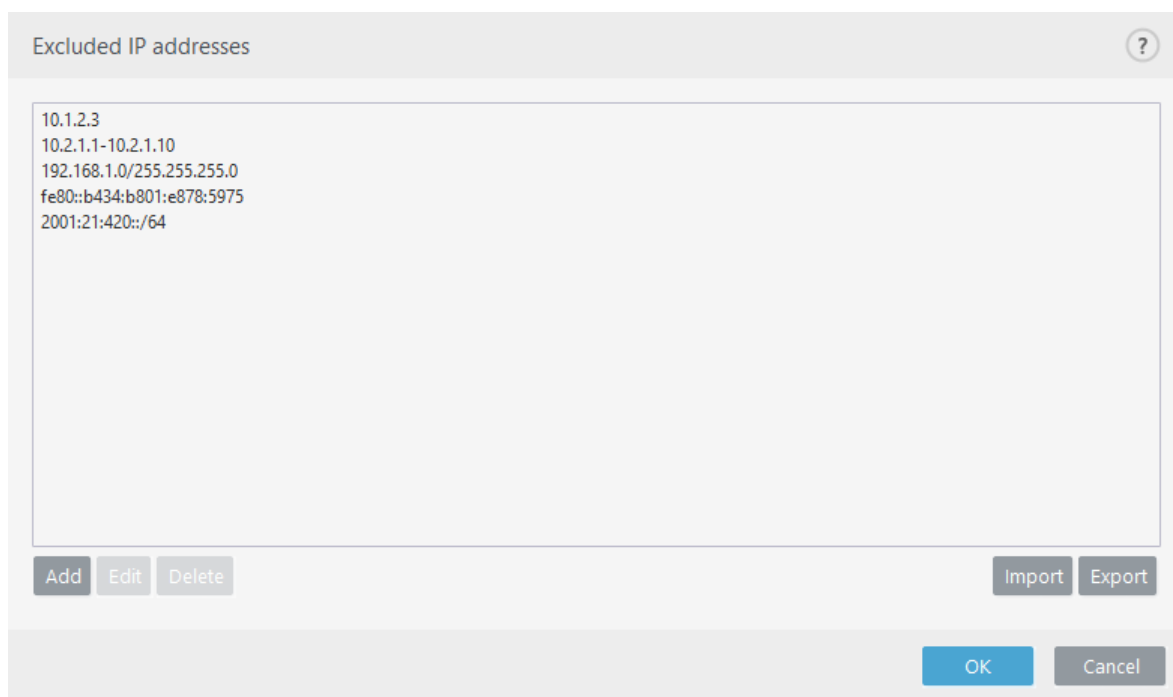 Excluded IP addresses
?
10.1.2.3
10.2.1.1-10.2.1.10
192.168.1.0/255.255.255.0
fe80::b434:b801:e878:5975
2001:21:420::/64
Add Edit Delete Import Export
OK Cancel